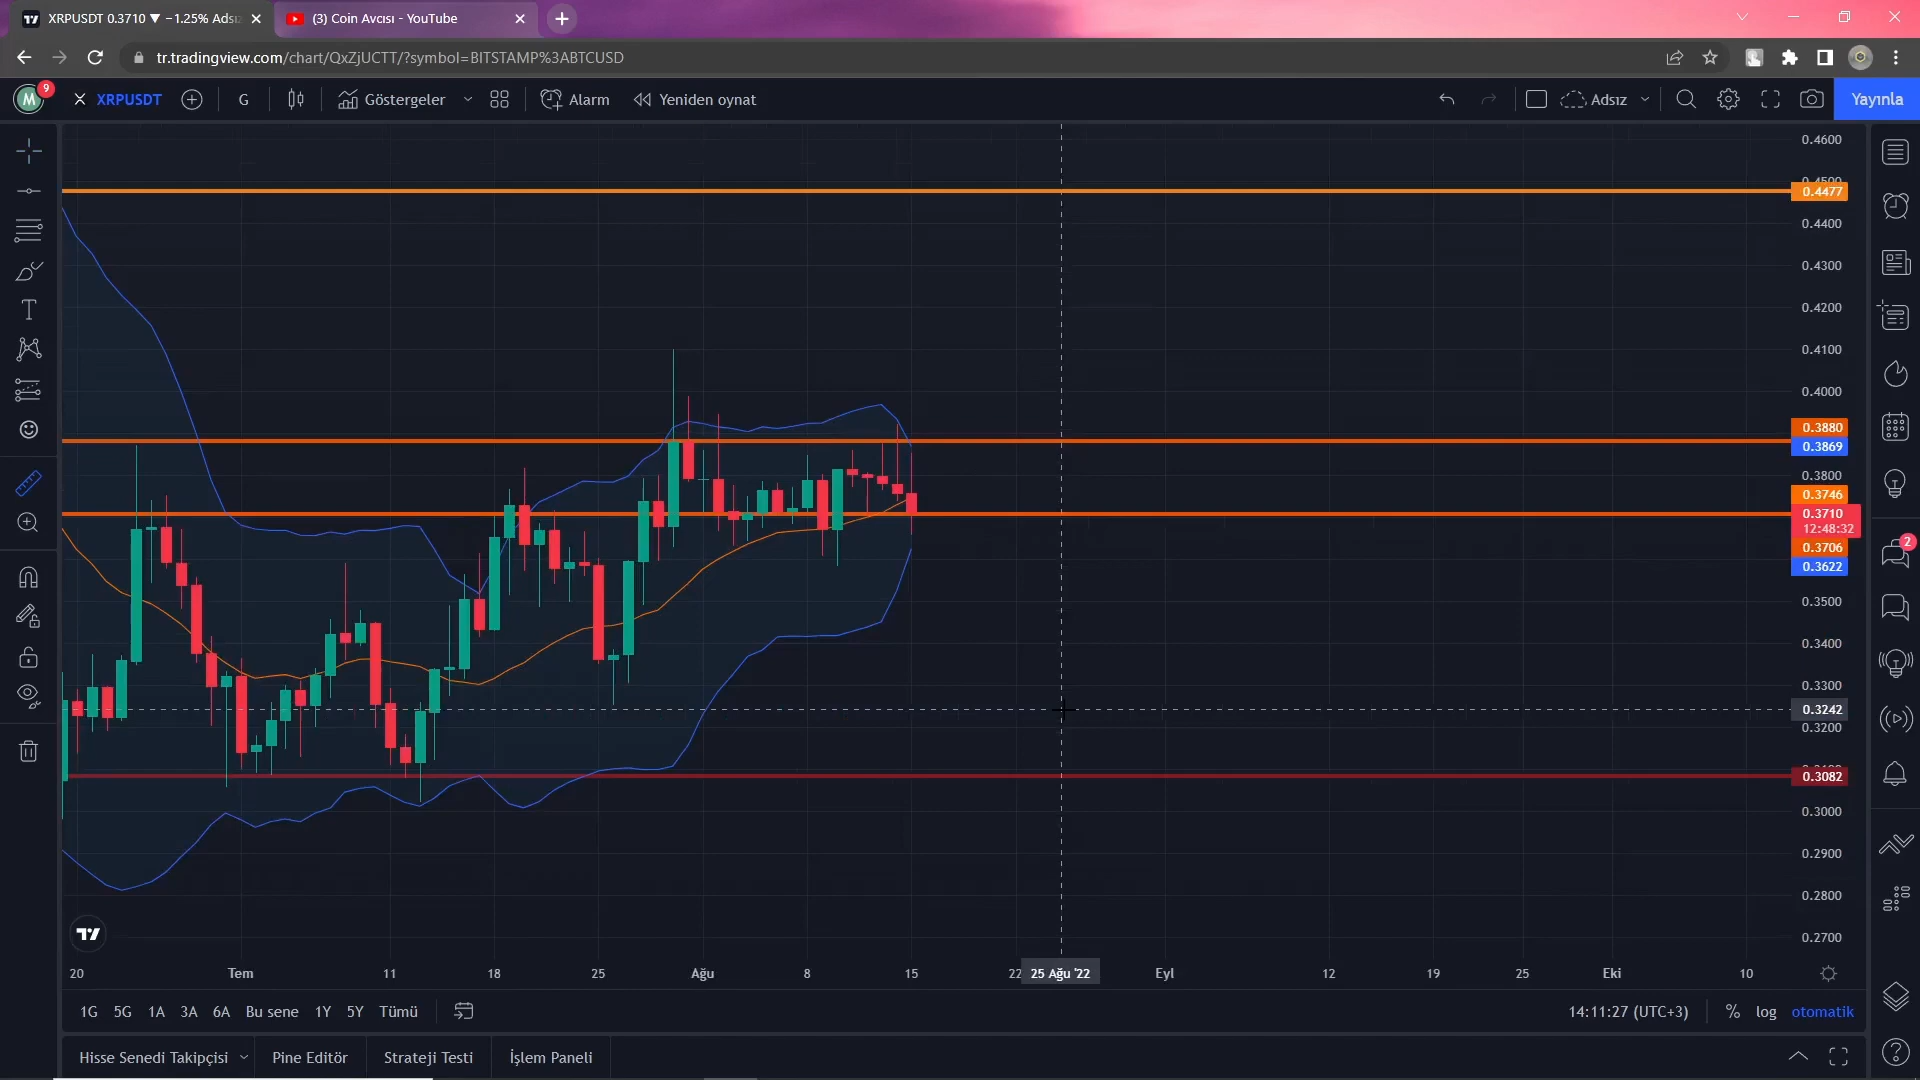 XRPUSDT 0.3710 ▼ −1.25% Adsı
(3) Coin Avcısı - YouTube
tr.tradingview.com/chart/QxZjUCTT/?symbol=BITSTAMP%3ABTCUSD
M
9
XRPUSDT
G
Göstergeler
Alarm
Yeniden oynat
Adsız
Yayınla
0.4600
0.4477
0.4400
0.4300
0.4200
0.4100
0.4000
0.3880
0.3869
0.3800
0.3746
0.3710
12:48:32
0.3706
0.3622
0.3500
0.3400
0.3300
0.3242
0.3200
0.3082
0.3000
0.2900
0.2800
0.2700
2
20 Tem 11 18 25 Ağu 8 15 22 25 Ağu '22 Eyl 12 19 25 Eki 10
1G 5G 1A 3A 6A Bu sene 1Y 5Y Tümü
14:11:27 (UTC+3) % log otomatik
Hisse Senedi Takipçisi Pine Editör Strateji Testi İşlem Paneli